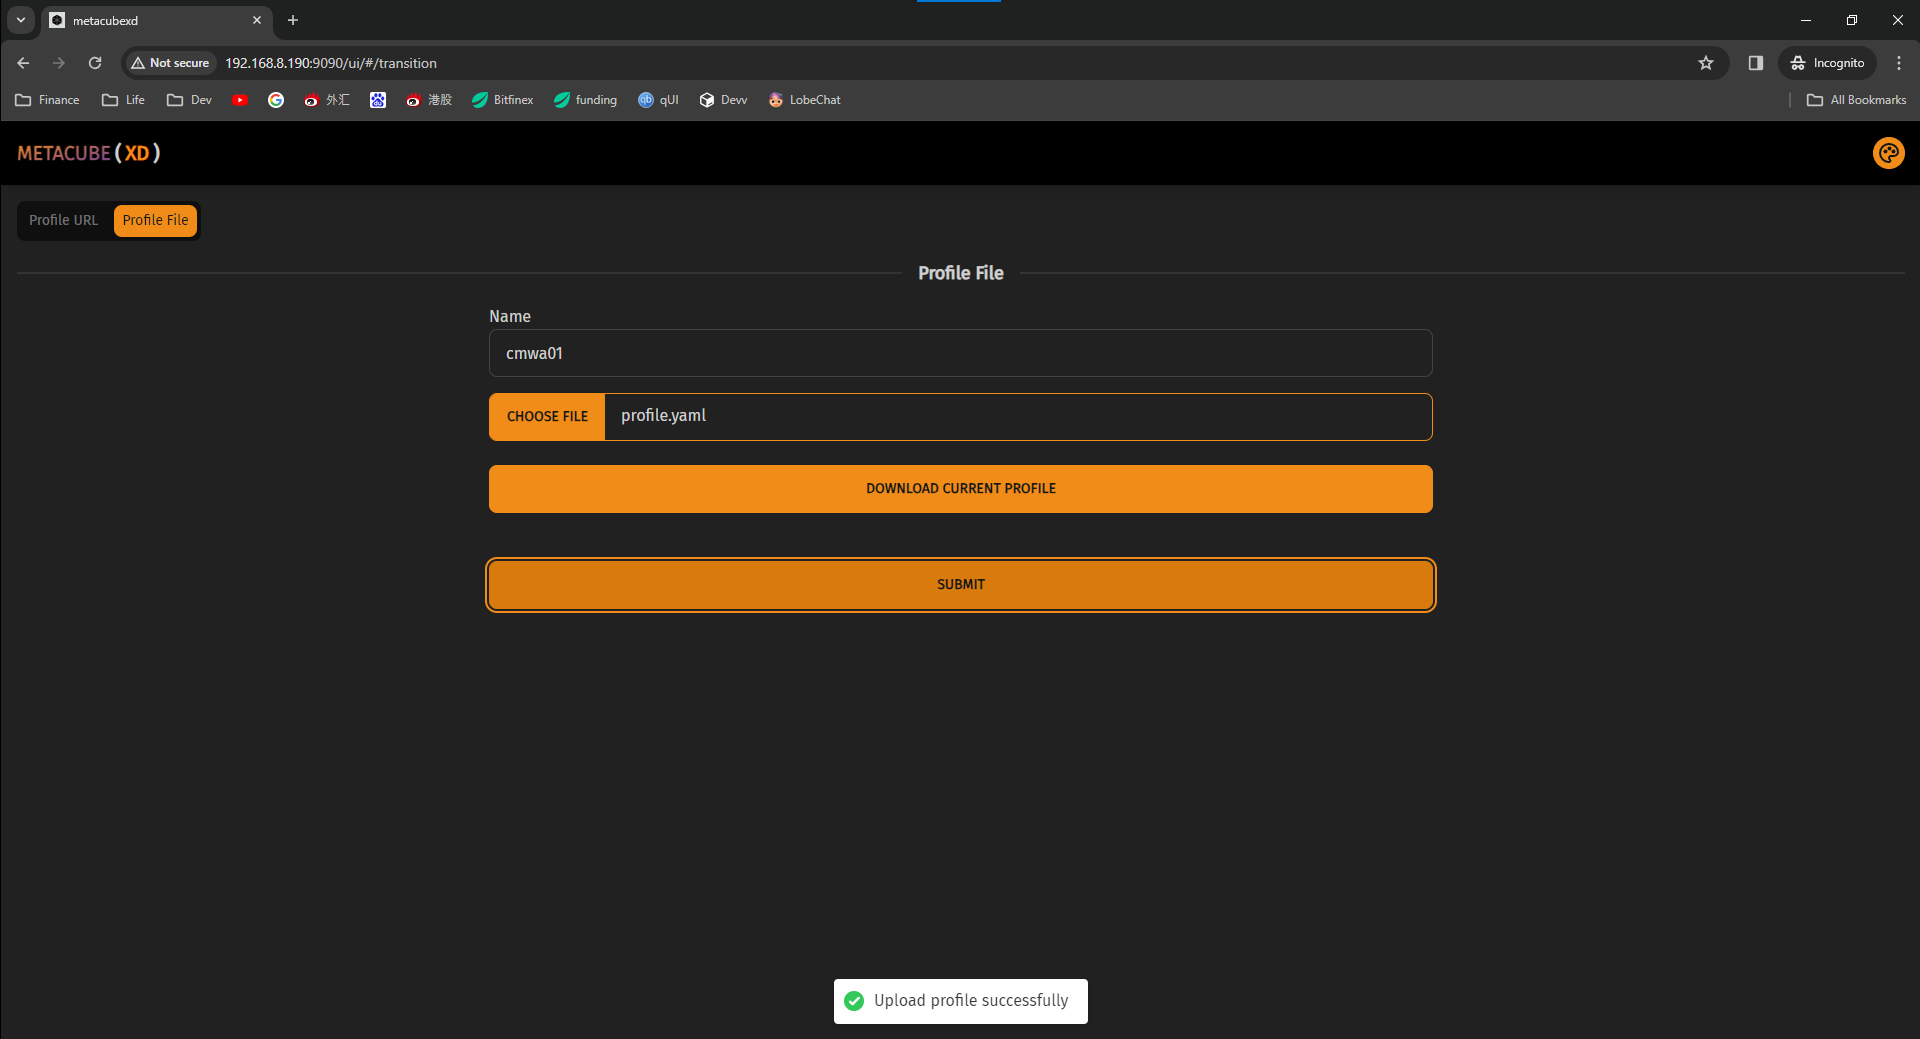 metacubexd
Not secure
192.168.8.190:9090/ui/#/transition
Incognito
Finance
Life
Dev
外汇
港股
Bitfinex
funding
qb
qUI
Devv
LobeChat
All Bookmarks
METACUBE(XD)
Profile URL
Profile File
Profile File
Name
cmwa01
CHOOSE FILE
profile.yaml
DOWNLOAD CURRENT PROFILE
SUBMIT
Upload profile successfully